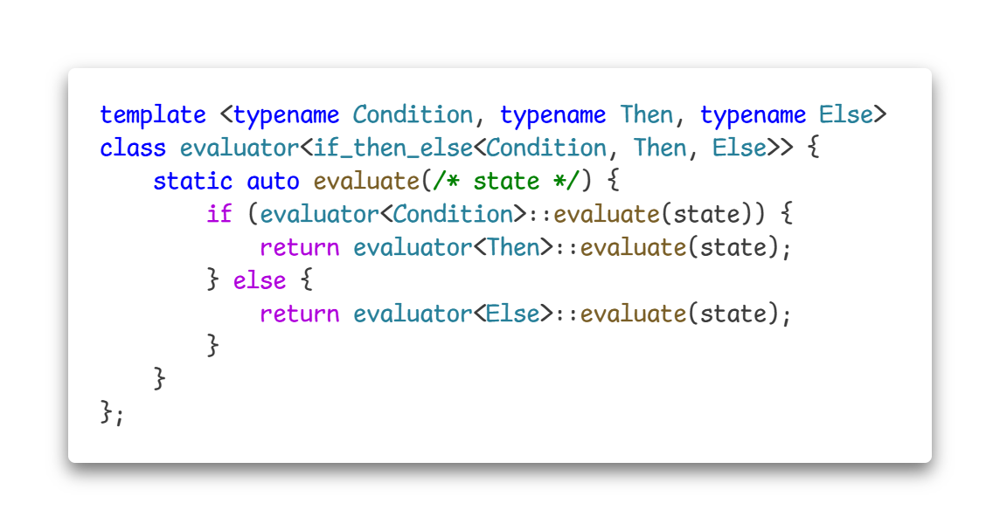 template <typename Condition, typename Then, typename Else>
class evaluator<if_then_else<Condition, Then, Else>> {
    static auto evaluate(/* state */) {
        if (evaluator<Condition>::evaluate(state)) {
            return evaluator<Then>::evaluate(state);
        } else {
            return evaluator<Else>::evaluate(state);
        }
    }
};